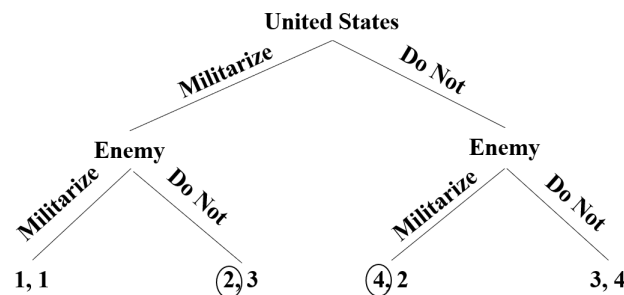 United States
Militarize
Do Not
Enemy
Enemy
Militarize
Do Not
Militarize
Do Not
1, 1
2, 3
4, 2
3, 4